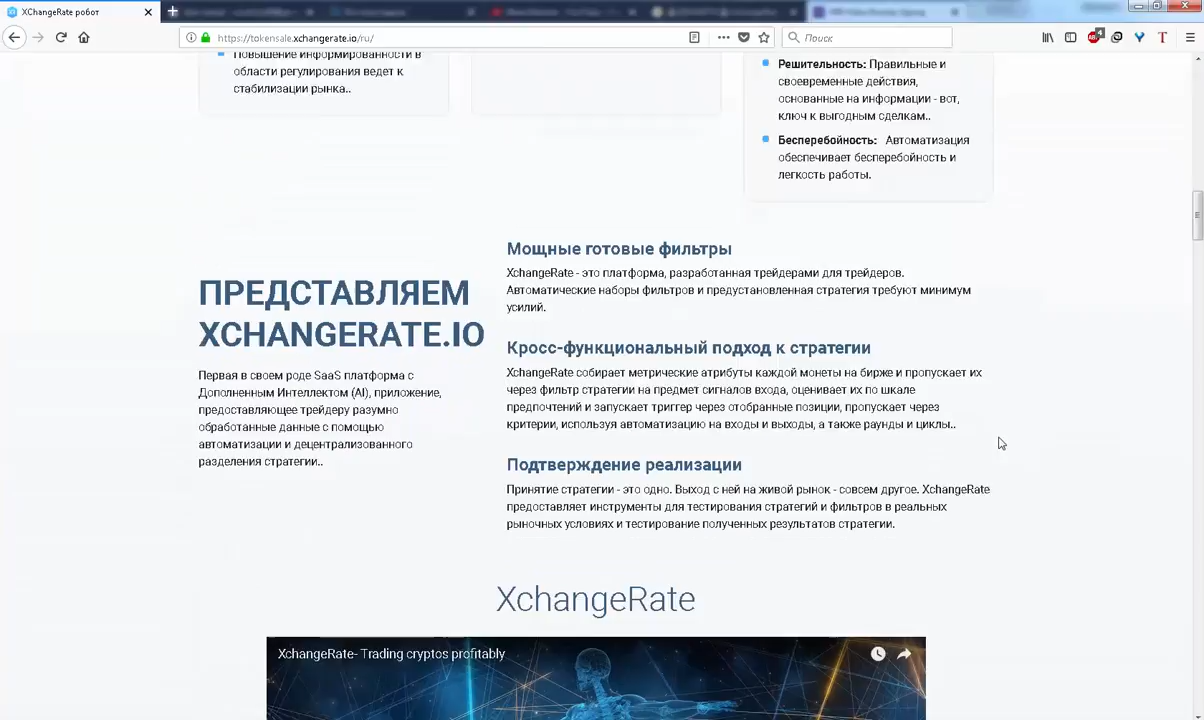 XChangeRate робот
https://tokensale.xchangerate.io/ru/
Поиск
4
Повышение информированности в
области регулирования ведет к
стабилизации рынка..
Решительность: Правильные и
своевременные действия,
основанные на информации - вот,
ключ к выгодным сделкам..
Бесперебойность: Автоматизация
обеспечивает бесперебойность и
легкость работы.
ПРЕДСТАВЛЯЕМ
XCHANGERATE.IO
Первая в своем роде SaaS платформа с
Дополненным Интеллектом (AI), приложение,
предоставляющее трейдеру разумно
обработанные данные с помощью
автоматизации и децентрализованного
разделения стратегии..
Мощные готовые фильтры
XchangeRate - это платформа, разработанная трейдерами для трейдеров.
Автоматические наборы фильтров и предустановленная стратегия требуют минимум
усилий.
Кросс-функциональный подход к стратегии
XchangeRate собирает метрические атрибуты каждой монеты на бирже и пропускает их
через фильтр стратегии на предмет сигналов входа, оценивает их по шкале
предпочтений и запускает триггер через отобранные позиции, пропускает через
критерии, используя автоматизацию на входы и выходы, а также раунды и циклы..
Подтверждение реализации
Принятие стратегии - это одно. Выход с ней на живой рынок - совсем другое. XchangeRate
предоставляет инструменты для тестирования стратегий и фильтров в реальных
рыночных условиях и тестирование полученных результатов стратегии.
XchangeRate
XchangeRate- Trading cryptos profitably